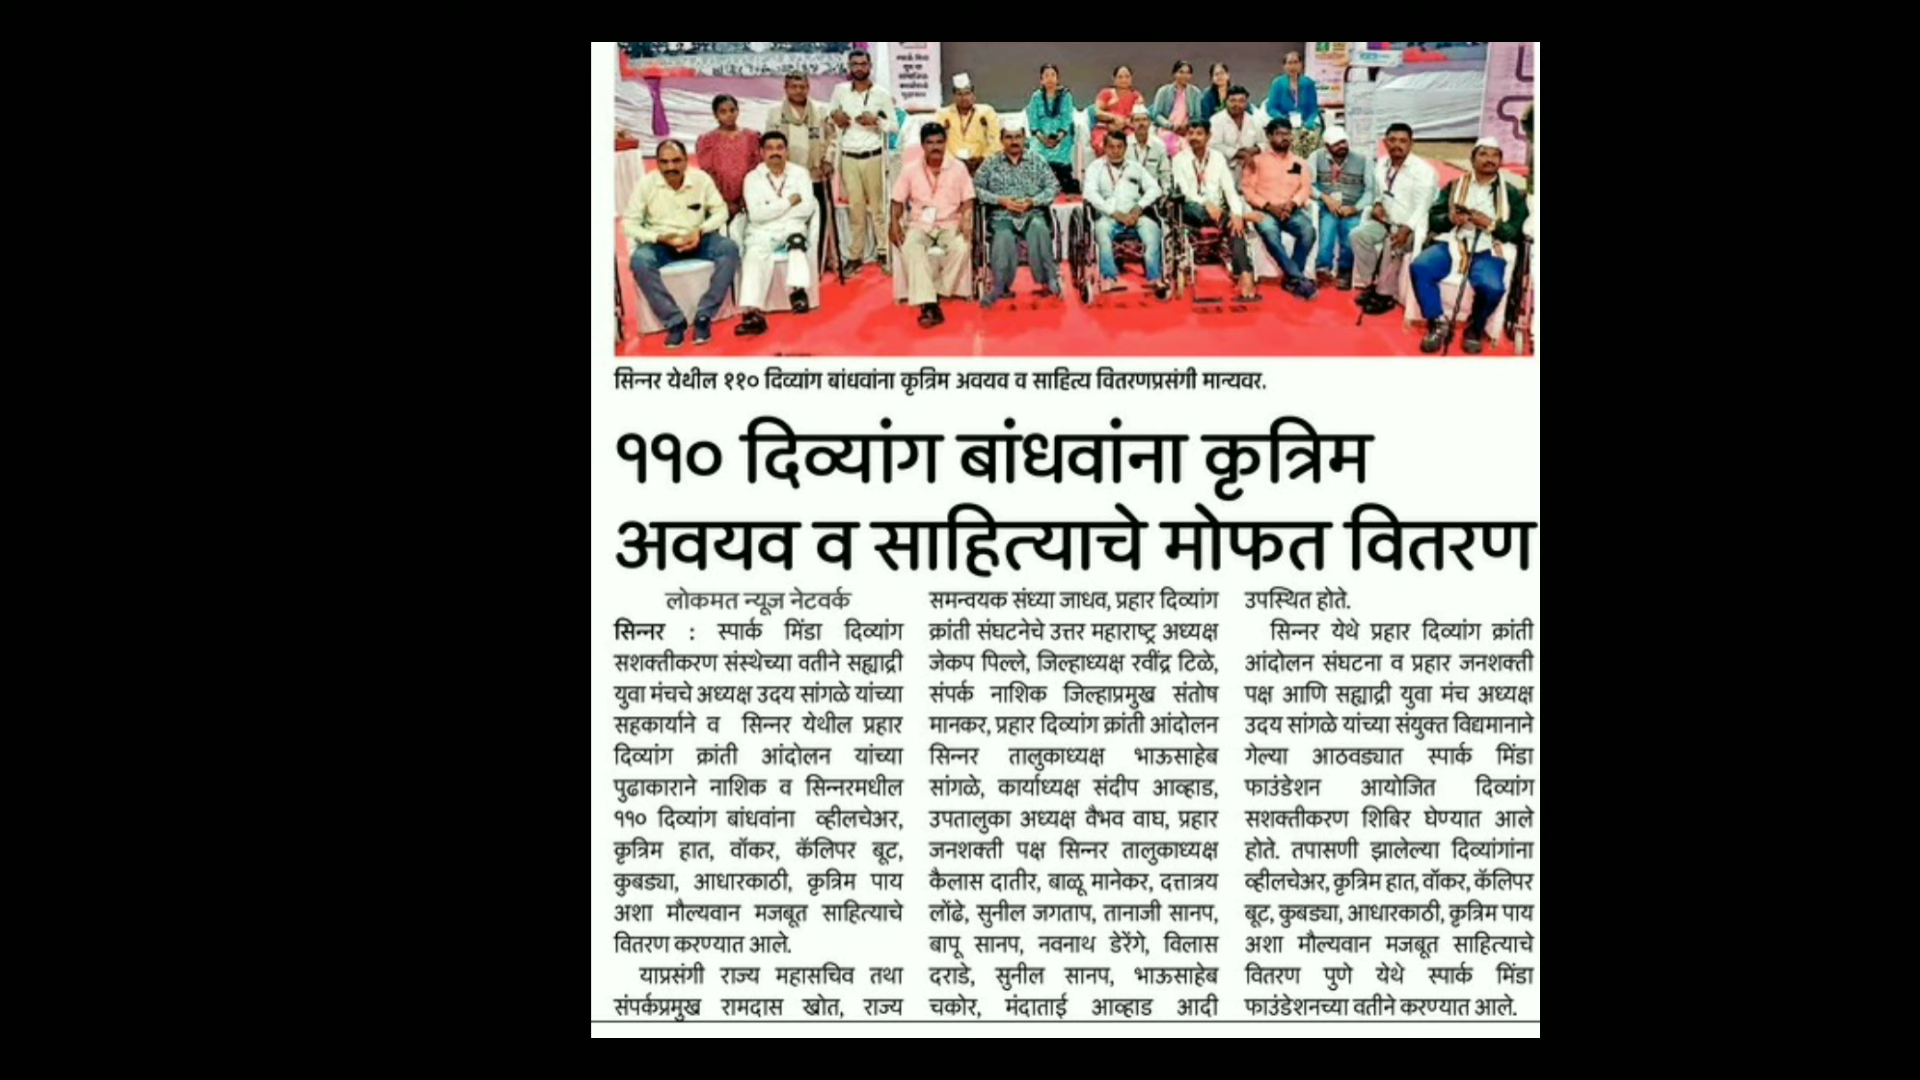 सिन्नर येथील ११० दिव्यांग बांधवांना कृत्रिम अवयव व साहित्य वितरणप्रसंगी मान्यवर.
११० दिव्यांग बांधवांना कृत्रिम
अवयव व साहित्याचे मोफत वितरण
लोकमत न्यूज नेटवर्क
सिन्नर : स्पार्क मिंडा दिव्यांग
सशक्तीकरण संस्थेच्या वतीने सह्याद्री
युवा मंचचे अध्यक्ष उदय सांगळे यांच्या
सहकार्याने व सिन्नर येथील प्रहार
दिव्यांग क्रांती आंदोलन यांच्या
पुढाकाराने नाशिक व सिन्नरमधील
११० दिव्यांग बांधवांना व्हीलचेअर,
कृत्रिम हात, वॉकर, कॅलिपर बूट,
कुबड्या, आधारकाठी, कृत्रिम पाय
अशा मौल्यवान मजबूत साहित्याचे
वितरण करण्यात आले.
याप्रसंगी राज्य महासचिव तथा
संपर्कप्रमुख रामदास खोत, राज्य
समन्वयक संध्या जाधव, प्रहार दिव्यांग
क्रांती संघटनेचे उत्तर महाराष्ट्र अध्यक्ष
जेकप पिल्ले, जिल्हाध्यक्ष रवींद्र टिळे,
संपर्क नाशिक जिल्हाप्रमुख संतोष
मानकर, प्रहार दिव्यांग क्रांती आंदोलन
सिन्नर तालुकाध्यक्ष भाऊसाहेब
सांगळे, कार्याध्यक्ष संदीप आव्हाड,
उपतालुका अध्यक्ष वैभव वाघ, प्रहार
जनशक्ती पक्ष सिन्नर तालुकाध्यक्ष
कैलास दातीर, बाळू मानेकर, दत्तात्रय
लोंढे, सुनील जगताप, तानाजी सानप,
बापू सानप, नवनाथ डेरेंगे, विलास
दराडे, सुनील सानप, भाऊसाहेब
चकोर, मंदाताई आव्हाड आदी
उपस्थित होते.
सिन्नर येथे प्रहार दिव्यांग क्रांती
आंदोलन संघटना व प्रहार जनशक्ती
पक्ष आणि सह्याद्री युवा मंच अध्यक्ष
उदय सांगळे यांच्या संयुक्त विद्यमानाने
गेल्या आठवड्यात स्पार्क मिंडा
फाउंडेशन आयोजित दिव्यांग
सशक्तीकरण शिबिर घेण्यात आले
होते. तपासणी झालेल्या दिव्यांगांना
व्हीलचेअर, कृत्रिम हात, वॉकर, कॅलिपर
बूट, कुबड्या, आधारकाठी, कृत्रिम पाय
अशा मौल्यवान मजबूत साहित्याचे
वितरण पुणे येथे स्पार्क मिंडा
फाउंडेशनच्या वतीने करण्यात आले.